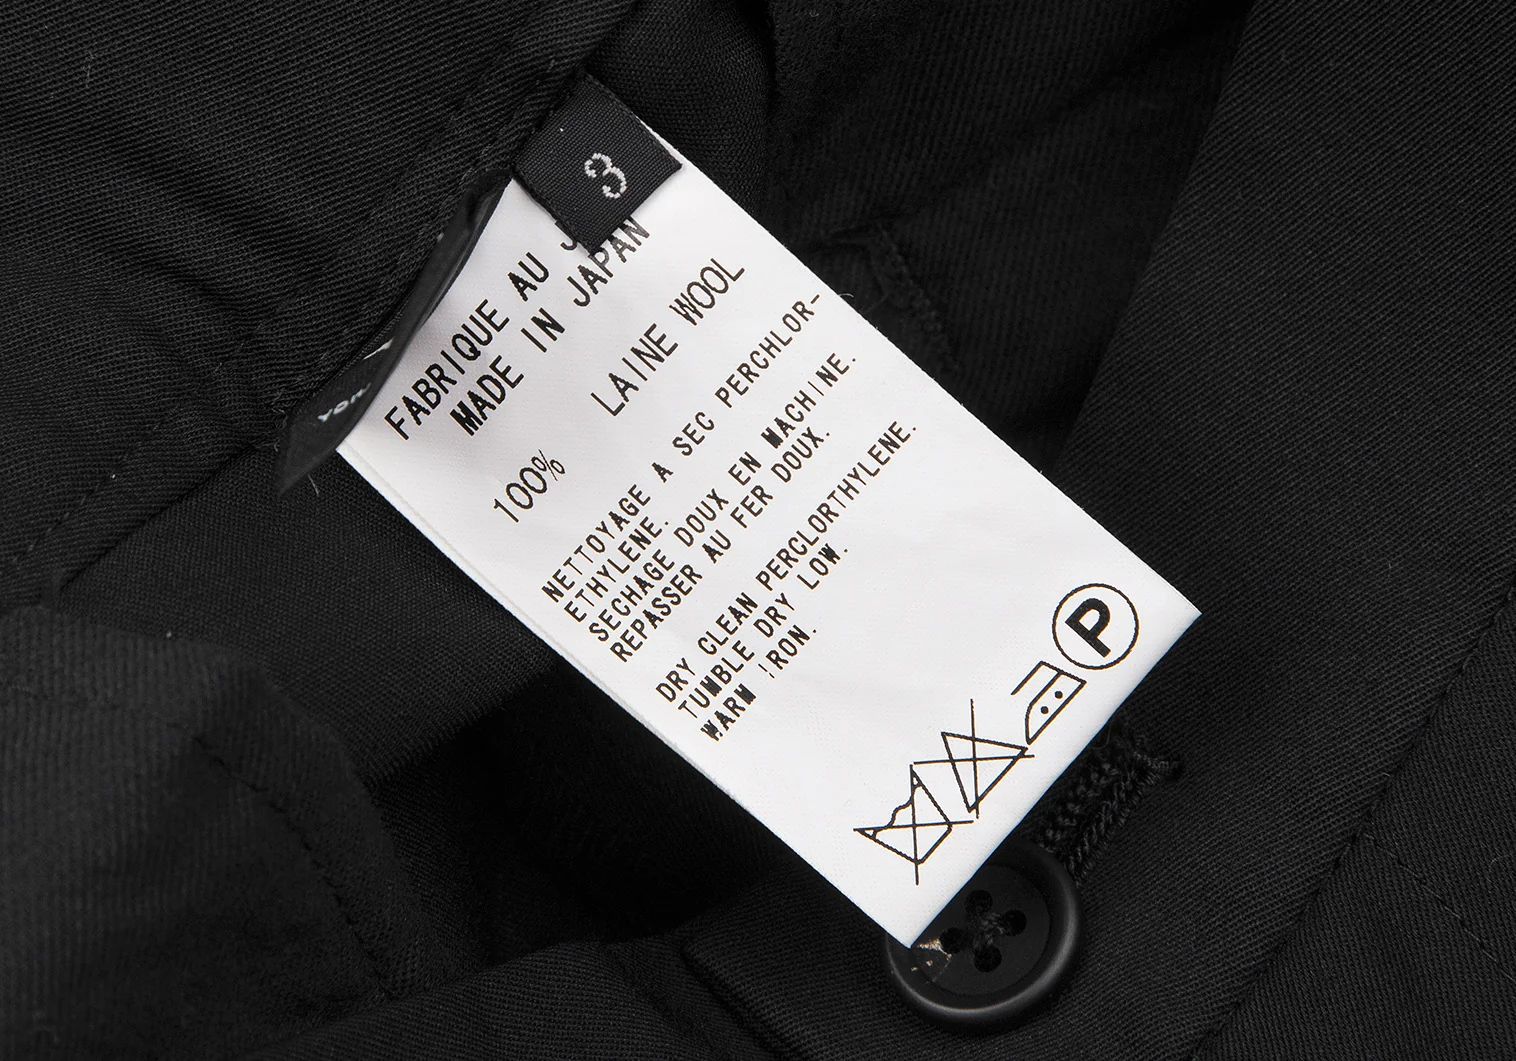 3
FABRIQUE AU
MADE IN JAPAN
100% LAINE WOOL
NETTOYAGE A SEC PERCHLOR-
ETHYLENE.
SECHAGE DOUX EN MACHINE.
REPASSER AU FER DOUX.
DRY CLEAN PERCLORTHYLENE.
TUMBLE DRY LOW.
WARM IRON.
P